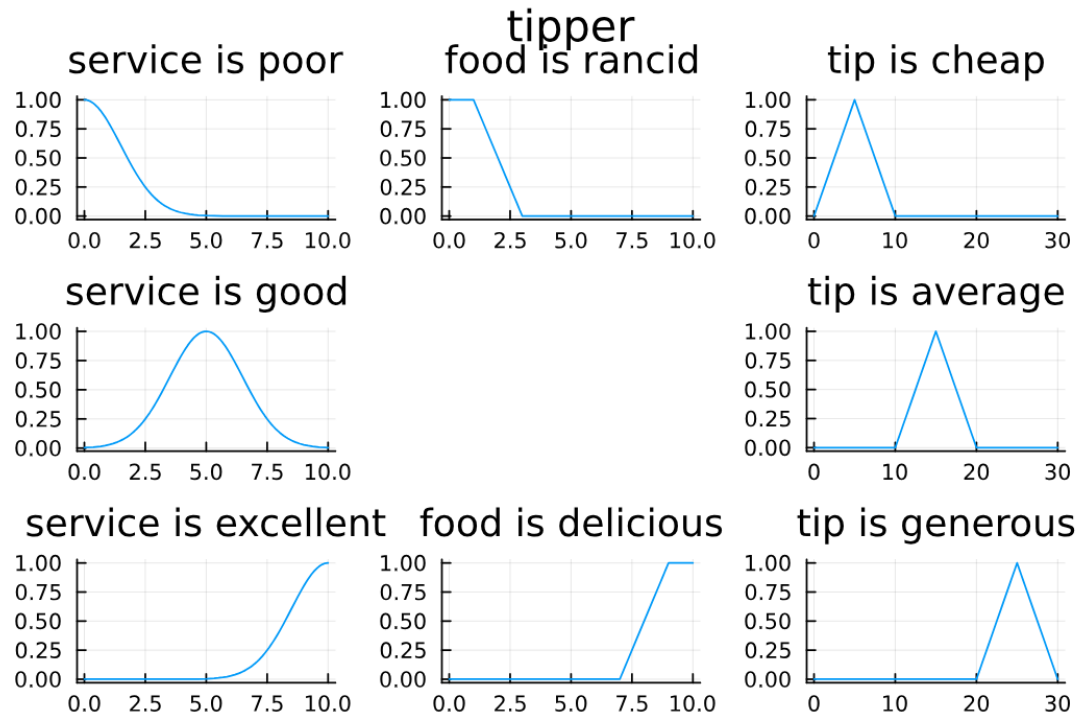 tipper
service is poor
food is rancid
tip is cheap
1.00
0.75
0.50
0.25
0.00
0.0 2.5 5.0 7.5 10.0
1.00
0.75
0.50
0.25
0.00
0.0 2.5 5.0 7.5 10.0
1.00
0.75
0.50
0.25
0.00
0 10 20 30
service is good
tip is average
1.00
0.75
0.50
0.25
0.00
0.0 2.5 5.0 7.5 10.0
1.00
0.75
0.50
0.25
0.00
0 10 20 30
service is excellent
food is delicious
tip is generous
1.00
0.75
0.50
0.25
0.00
0.0 2.5 5.0 7.5 10.0
1.00
0.75
0.50
0.25
0.00
0.0 2.5 5.0 7.5 10.0
1.00
0.75
0.50
0.25
0.00
0 10 20 30